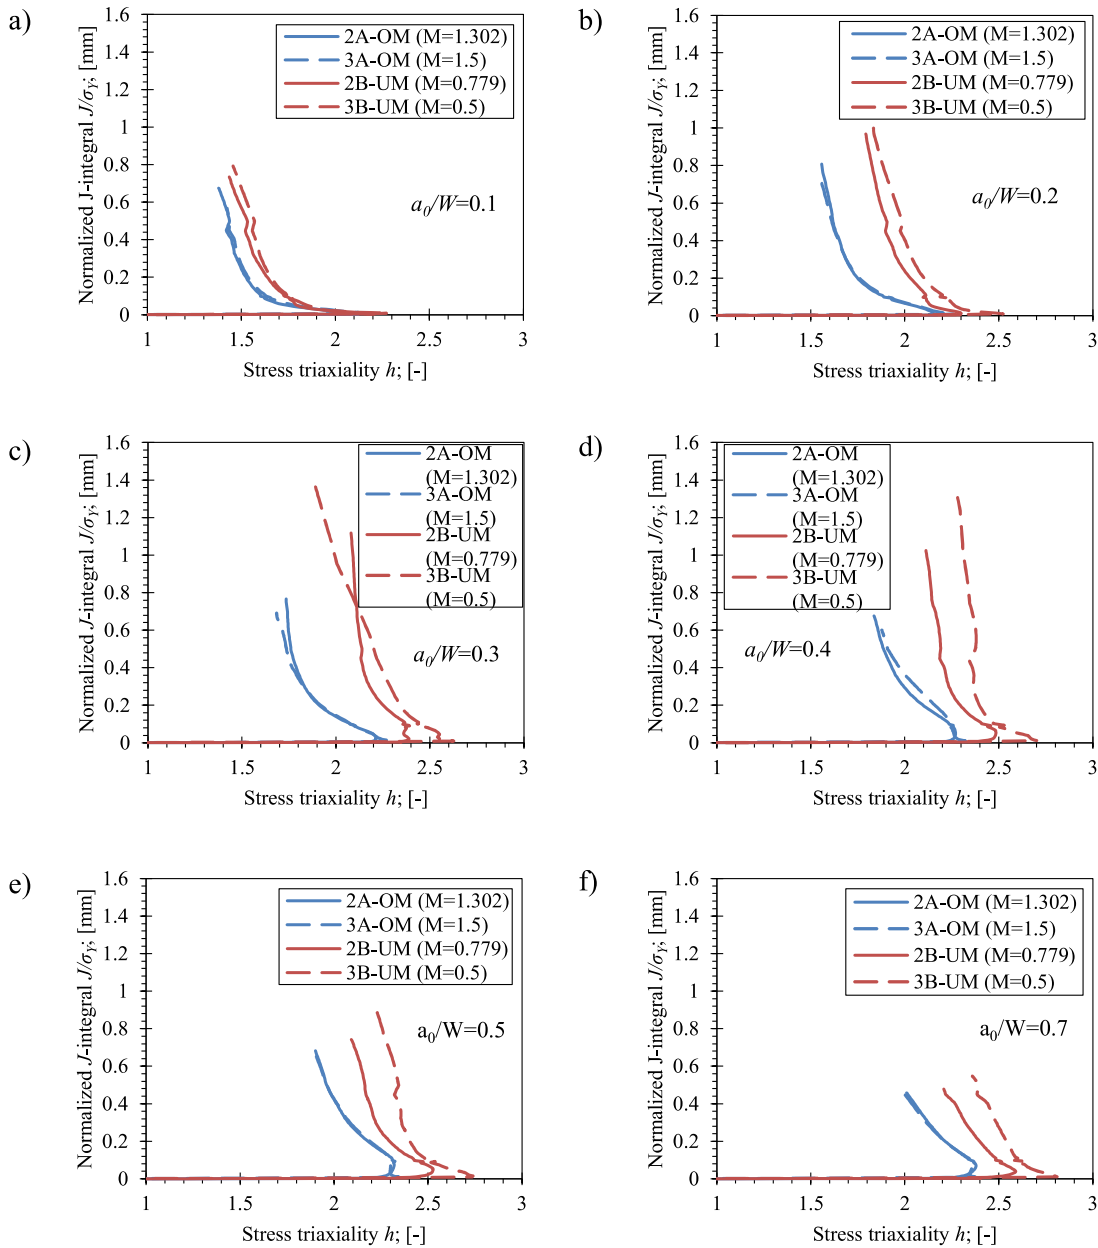 a)
Normalized J-integral J/σY; [mm]
1.6
1.4
1.2
1
0.8
0.6
0.4
0.2
0
2A-OM (M=1.302)
3A-OM (M=1.5)
2B-UM (M=0.779)
3B-UM (M=0.5)
a0/W=0.1
1 1.5 2 2.5 3
Stress triaxiality h; [-]
b)
Normalized J-integral J/σY; [mm]
1.6
1.4
1.2
1
0.8
0.6
0.4
0.2
0
2A-OM (M=1.302)
3A-OM (M=1.5)
2B-UM (M=0.779)
3B-UM (M=0.5)
a0/W=0.2
1 1.5 2 2.5 3
Stress triaxiality h; [-]
c)
Normalized J-integral J/σY; [mm]
1.6
1.4
1.2
1
0.8
0.6
0.4
0.2
0
2A-OM
(M=1.302)
3A-OM
(M=1.5)
2B-UM
(M=0.779)
3B-UM
(M=0.5)
a0/W=0.3
1 1.5 2 2.5 3
Stress triaxiality h; [-]
d)
Normalized J-integral J/σY; [mm]
1.6
1.4
1.2
1
0.8
0.6
0.4
0.2
0
2A-OM
(M=1.302)
3A-OM
(M=1.5)
2B-UM
(M=0.779)
3B-UM
(M=0.5)
a0/W=0.4
1 1.5 2 2.5 3
Stress triaxiality h; [-]
e)
Normalized J-integral J/σY; [mm]
1.6
1.4
1.2
1
0.8
0.6
0.4
0.2
0
2A-OM (M=1.302)
3A-OM (M=1.5)
2B-UM (M=0.779)
3B-UM (M=0.5)
a0/W=0.5
1 1.5 2 2.5 3
Stress triaxiality h; [-]
f)
Normalized J-integral J/σY; [mm]
1.6
1.4
1.2
1
0.8
0.6
0.4
0.2
0
2A-OM (M=1.302)
3A-OM (M=1.5)
2B-UM (M=0.779)
3B-UM (M=0.5)
a0/W=0.7
1 1.5 2 2.5 3
Stress triaxiality h; [-]